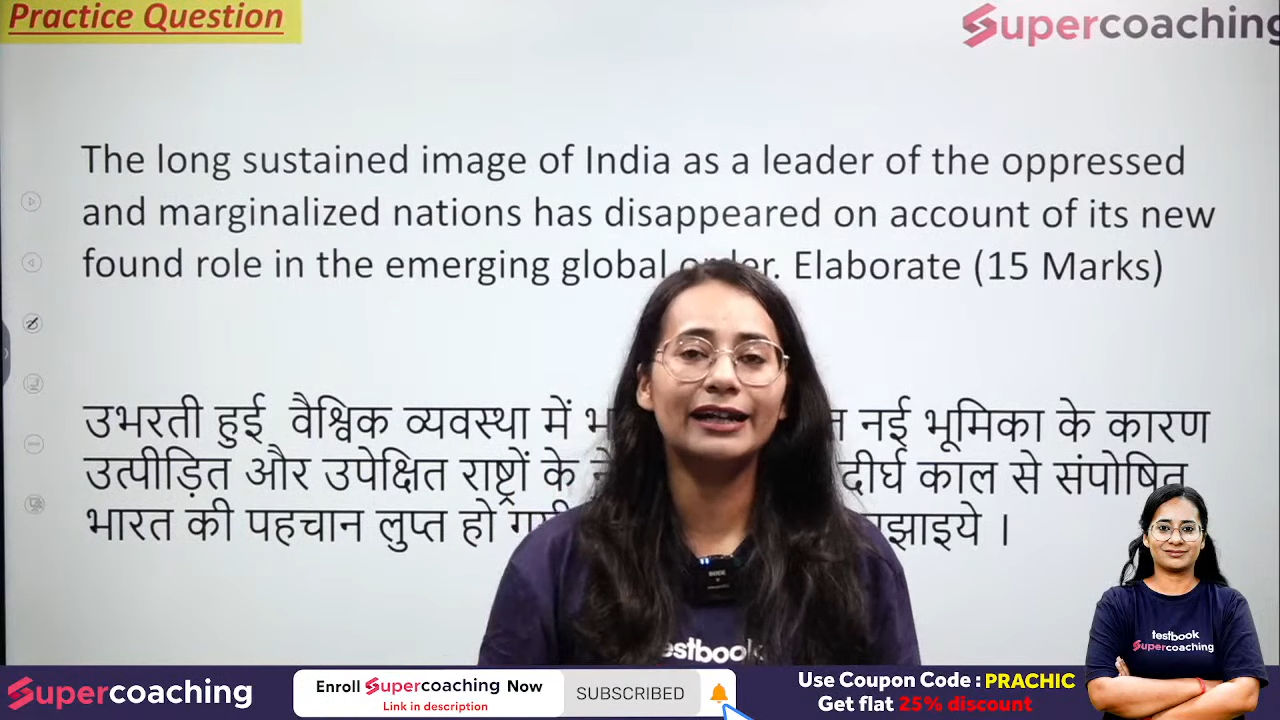 Practice Question
Supercoaching
The long sustained image of India as a leader of the oppressed
and marginalized nations has disappeared on account of its new
found role in the emerging global order. Elaborate (15 Marks)
उभरती हुई वैश्विक व्यवस्था में नई भूमिका के कारण
उत्पीड़ित और उपेक्षित राष्ट्रों के दीर्घ काल से संपोषित
भारत की पहचान लुप्त हो ।
testbook
testbook
Supercoaching
Supercoaching
Enroll Supercoaching Now
Link in description
SUBSCRIBED
Use Coupon Code : PRACHIC
Get flat 25% discount